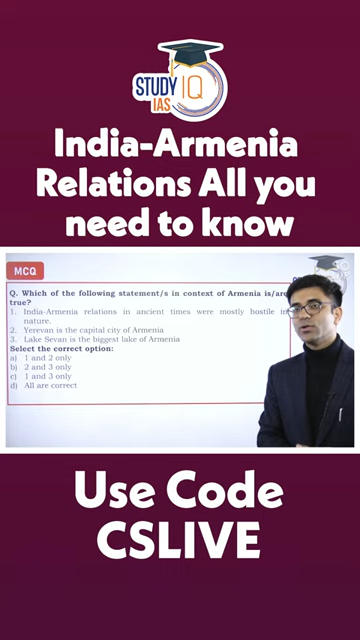 STUDY IQ
IAS
India-Armenia
Relations All you
need to know
MCQ
Q. Which of the following statement/s in context of Armenia is/are
true?
1. India-Armenia relations in ancient times were mostly hostile in
nature.
2. Yerevan is the capital city of Armenia
3. Lake Sevan is the biggest lake of Armenia
Select the correct option:
a) 1 and 2 only
b) 2 and 3 only
c) 1 and 3 only
d) All are correct
Use Code
CSLIVE